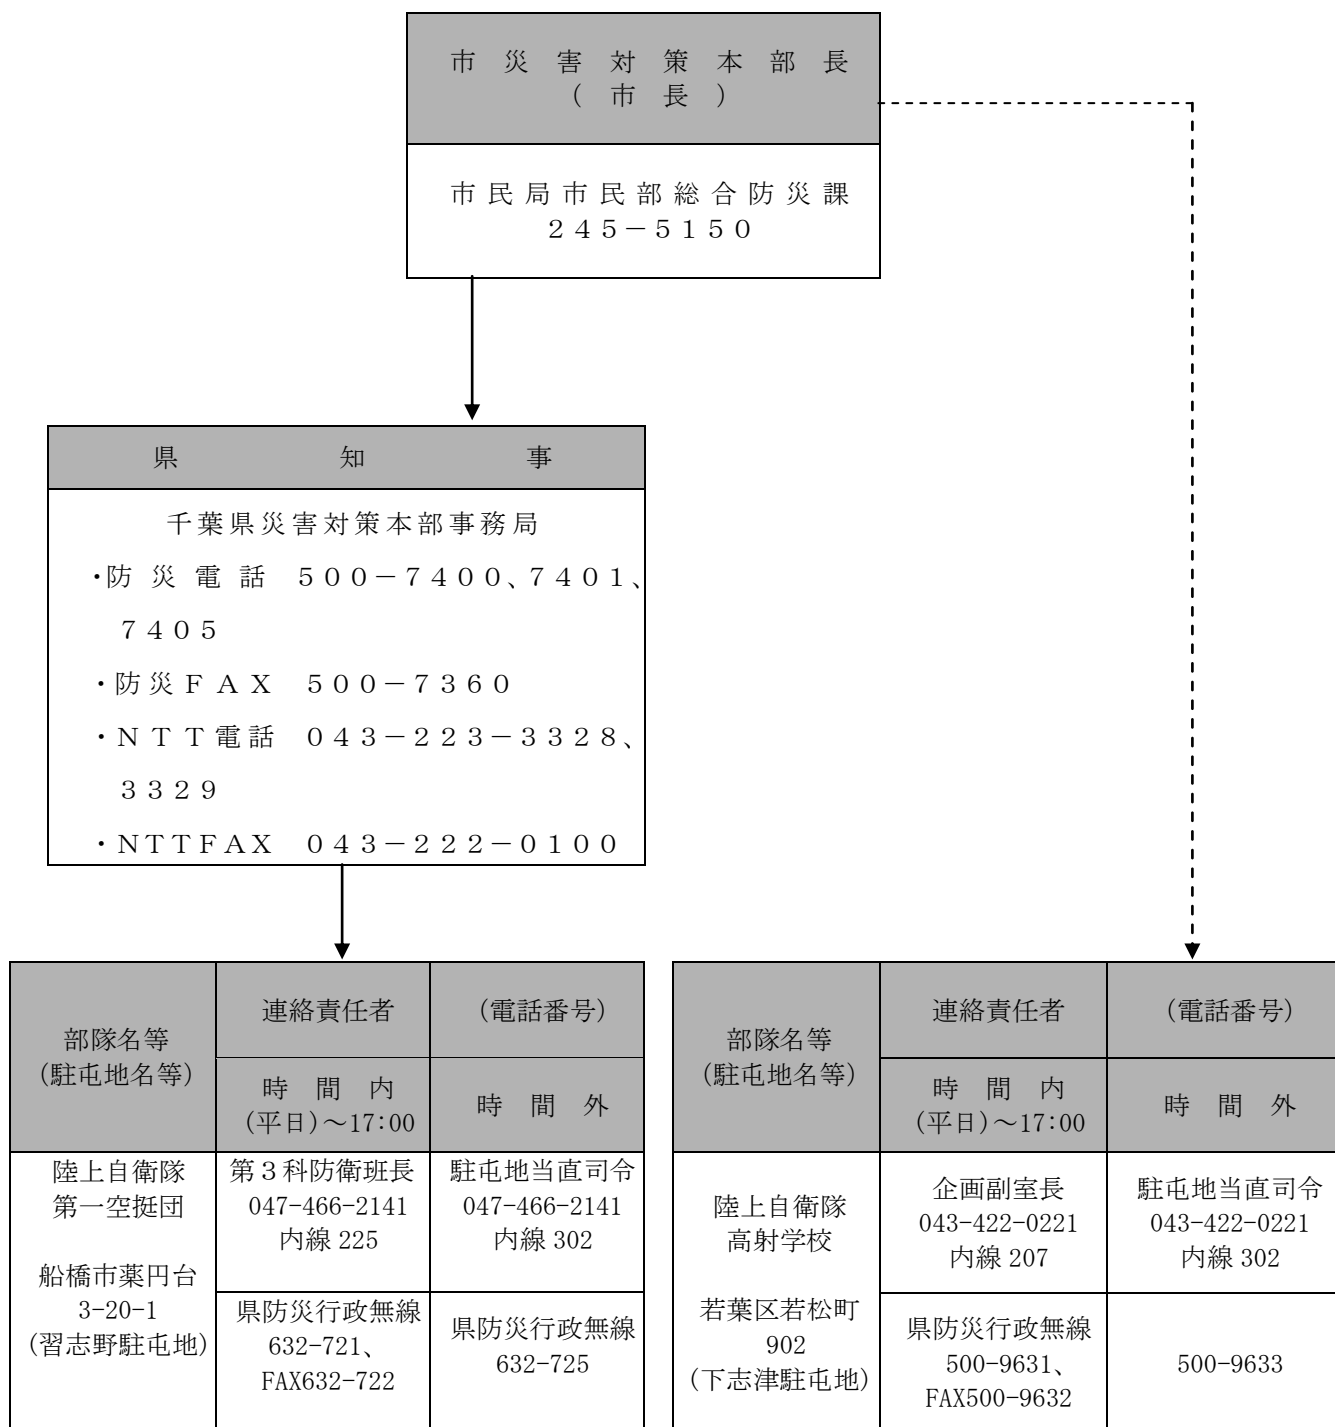 市災害対策本部長
(市長)
市民局市民部総合防災課
２４５－５１５０
県知事
千葉県災害対策本部事務局
・防災電話　５００－７４００、７４０１、
７４０５
・防災ＦＡＸ　５００－７３６０
・ＮＴＴ電話　０４３－２２３－３３２８、
３３２９
・ＮＴＴＦＡＸ　０４３－２２２－０１００
部隊名等
(駐屯地名等)
連絡責任者
(電話番号)
時間内
(平日)～17:00
時間外
陸上自衛隊
第一空挺団
船橋市薬円台
3-20-1
(習志野駐屯地)
第３科防衛班長
047-466-2141
内線 225
駐屯地当直司令
047-466-2141
内線 302
県防災行政無線
632-721、
FAX632-722
県防災行政無線
632-725
部隊名等
(駐屯地名等)
連絡責任者
(電話番号)
時間内
(平日)～17:00
時間外
陸上自衛隊
高射学校
若葉区若松町
902
(下志津駐屯地)
企画副室長
043-422-0221
内線 207
駐屯地当直司令
043-422-0221
内線 302
県防災行政無線
500-9631、
FAX500-9632
500-9633